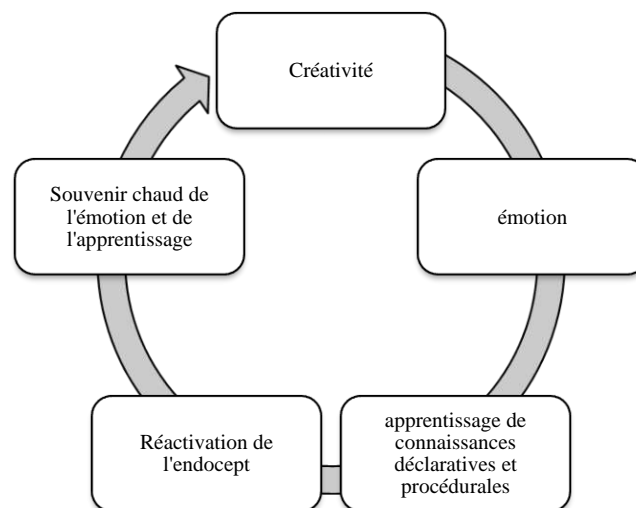 Créativité
émotion
apprentissage de
connaissances
déclaratives et
procédurales
Réactivation de
l'endocept
Souvenir chaud de
l'émotion et de
l'apprentissage